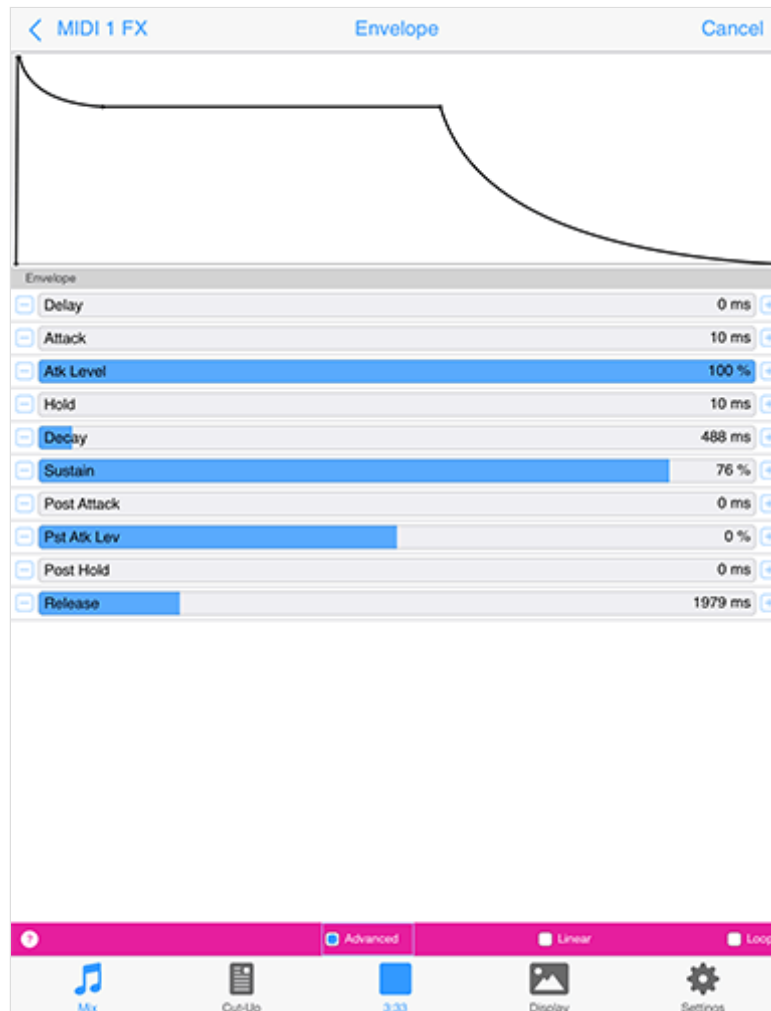 MIDI 1 FX Envelope Cancel
Envelope
Delay 0 ms
Attack 10 ms
Atk Level 100 %
Hold 10 ms
Decay 488 ms
Sustain 76 %
Post Attack 0 ms
Pst Atk Lev 0 %
Post Hold 0 ms
Release 1979 ms
? Advanced Linear Loop
Mix Cut-Up 3:33 Display Settings